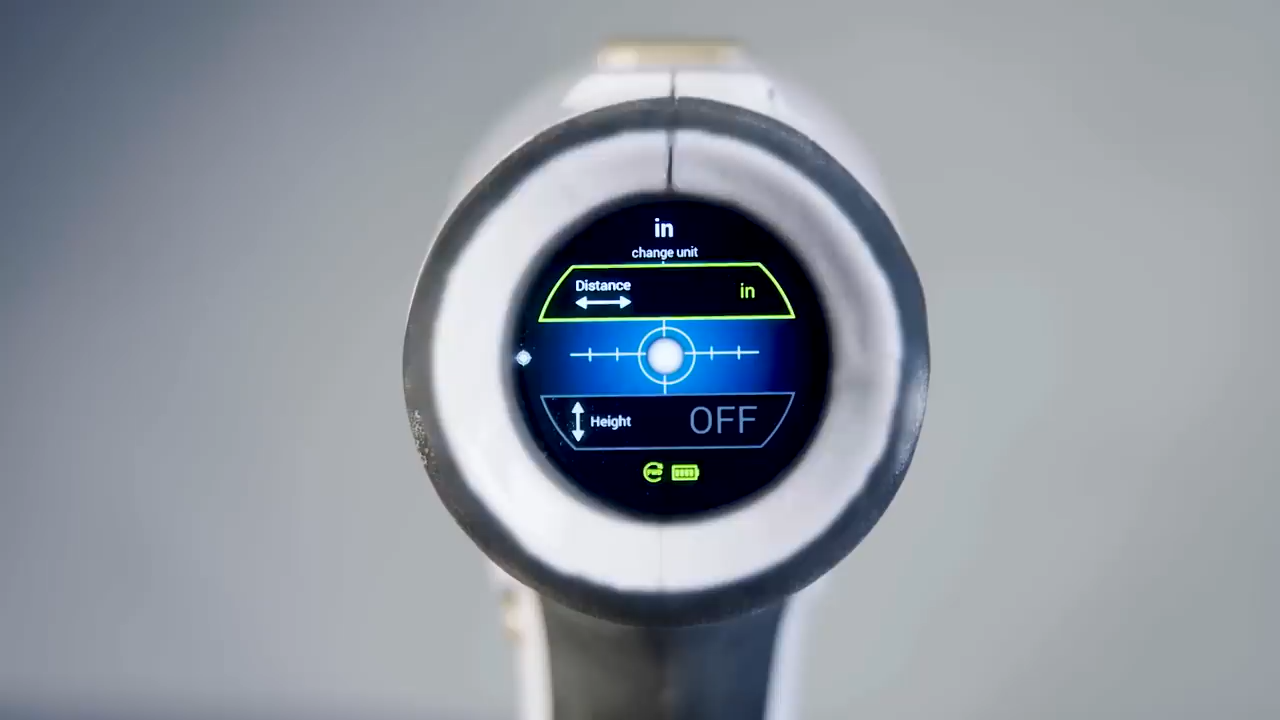 in
change unit
Distance
in
Height
OFF